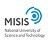 MISIS
National University of
Science and Technology